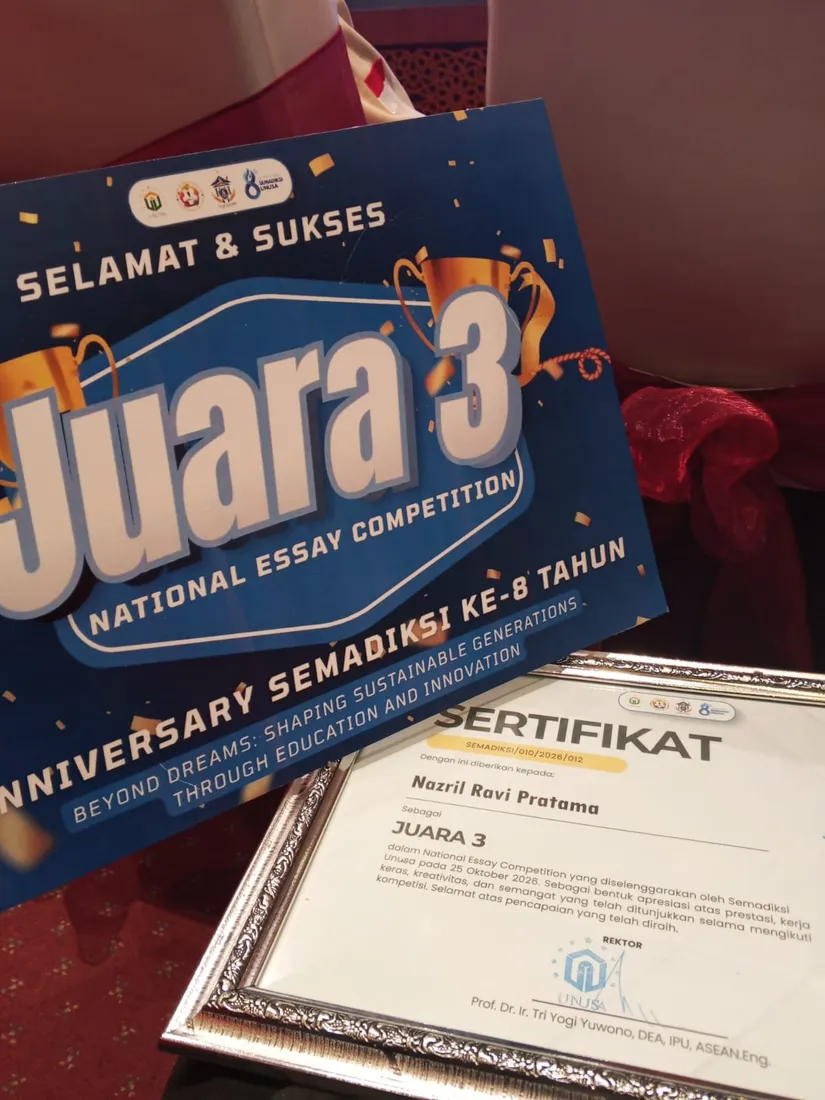 SEMADIKSI
UNUSA
SELAMAT & SUKSES
Juara 3
NATIONAL ESSAY COMPETITION
NNIVERSARY SEMADIKSI KE-8 TAHUN
BEYOND DREAMS: SHAPING SUSTAINABLE GENERATIONS
THROUGH EDUCATION AND INNOVATION
SERTIFIKAT
SEMADIKSI/010/2026/012
Dengan ini diberikan kepada:
Nazril Ravi Pratama
Sebagai
JUARA 3
dalam National Essay Competition yang diselenggarakan oleh Semadiksi
Unusa pada 25 Oktober 2026. Sebagai bentuk apresiasi atas prestasi, kerja
keras, kreativitas, dan semangat yang telah ditunjukkan selama mengikuti
kompetisi. Selamat atas pencapaian yang telah diraih.
REKTOR
UNUSA
Prof. Dr. Ir. Tri Yogi Yuwono, DEA, IPU, ASEAN.Eng.